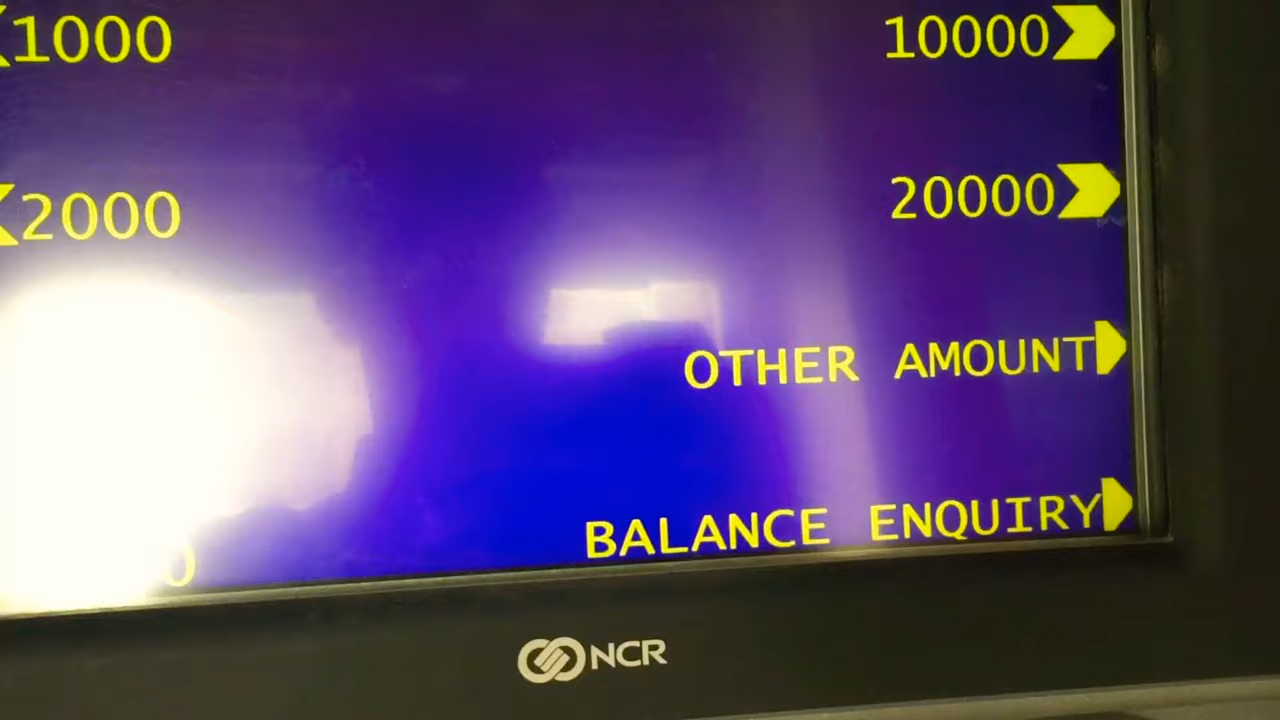 1000 10000
2000 20000
OTHER AMOUNT
BALANCE ENQUIRY
NCR